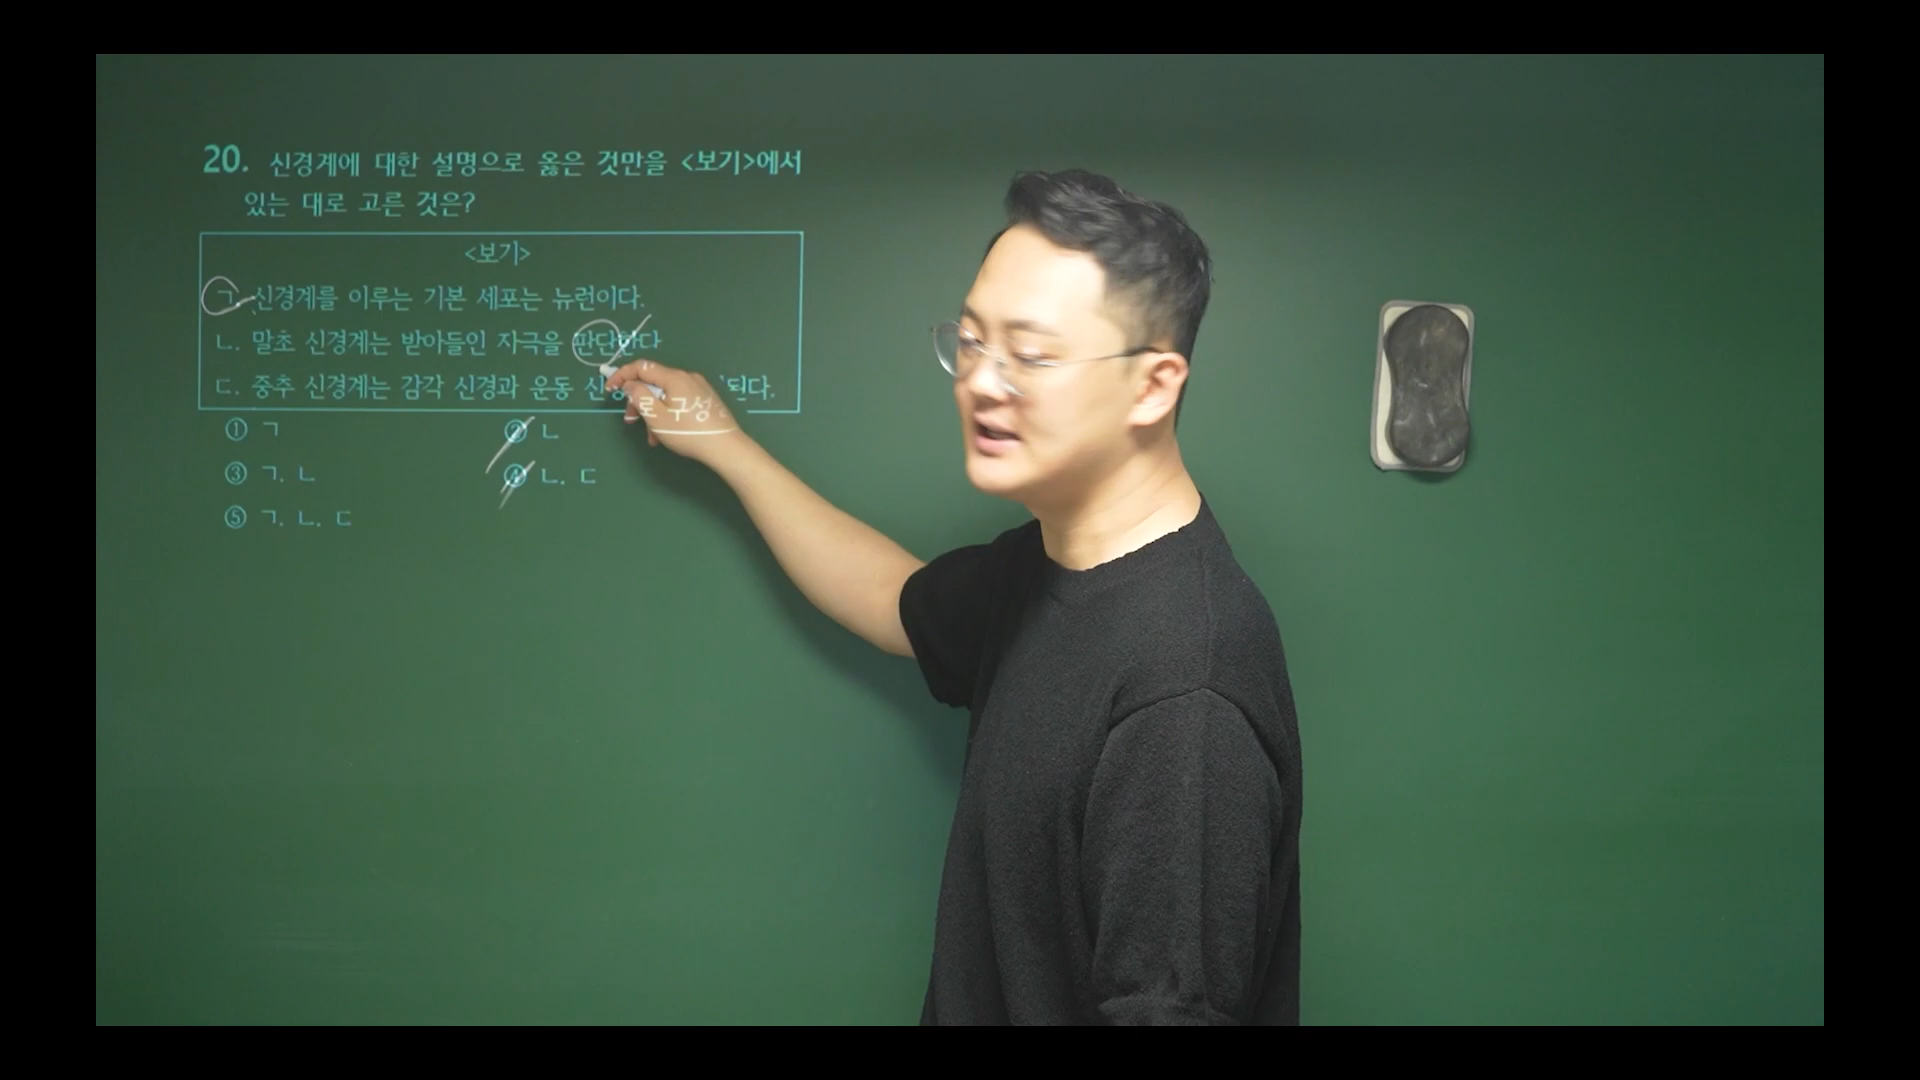 20. 신경계에 대한 설명으로 옳은 것만을 <보기>에서
있는 대로 고른 것은?
<보기>
ㄱ. 신경계를 이루는 기본 세포는 뉴런이다.
ㄴ. 말초 신경계는 받아들인 자극을 판단한다
ㄷ. 중추 신경계는 감각 신경과 운동 된다.
로 구성
① ㄱ ② ㄴ
③ ㄱ. ㄴ ④ ㄴ. ㄷ
⑤ ㄱ. ㄴ. ㄷ